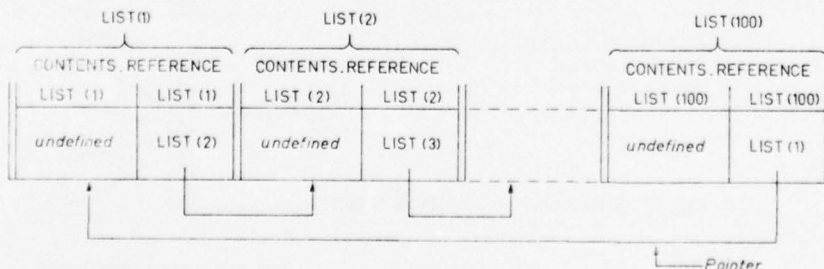 LIST(1) LIST(2) LIST(100)
CONTENTS.REFERENCE CONTENTS.REFERENCE CONTENTS.REFERENCE
LIST (1) LIST(1) LIST (2) LIST(2) LIST(100) LIST(100)
undefined LIST(2) undefined LIST(3) undefined LIST(1)
Pointer